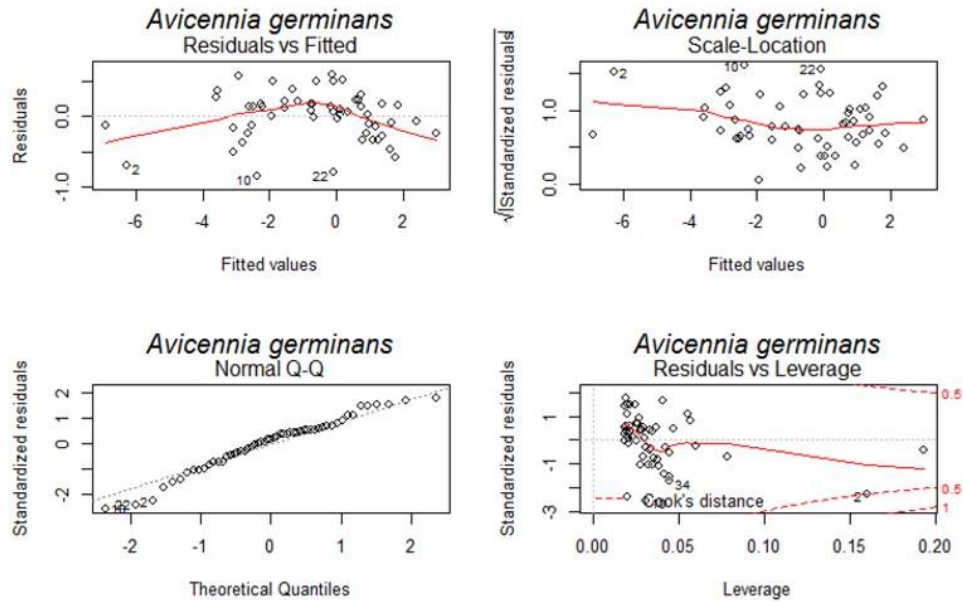 Avicennia germinans
Residuals vs Fitted
Residuals
0.0
-1.0
2
10
22
-6
-4
-2
0
2
Fitted values
Avicennia germinans
Scale-Location
√|Standardized residuals|
1.0
0.0
2
10
22
-6
-4
-2
0
2
Fitted values
Avicennia germinans
Normal Q-Q
Standardized residuals
2
0
-2
22
10
2
-2
-1
0
1
2
Theoretical Quantiles
Avicennia germinans
Residuals vs Leverage
Standardized residuals
1
-1
-3
34
Cook's distance
2
0.5
0.5
1
0.00
0.05
0.10
0.15
0.20
Leverage